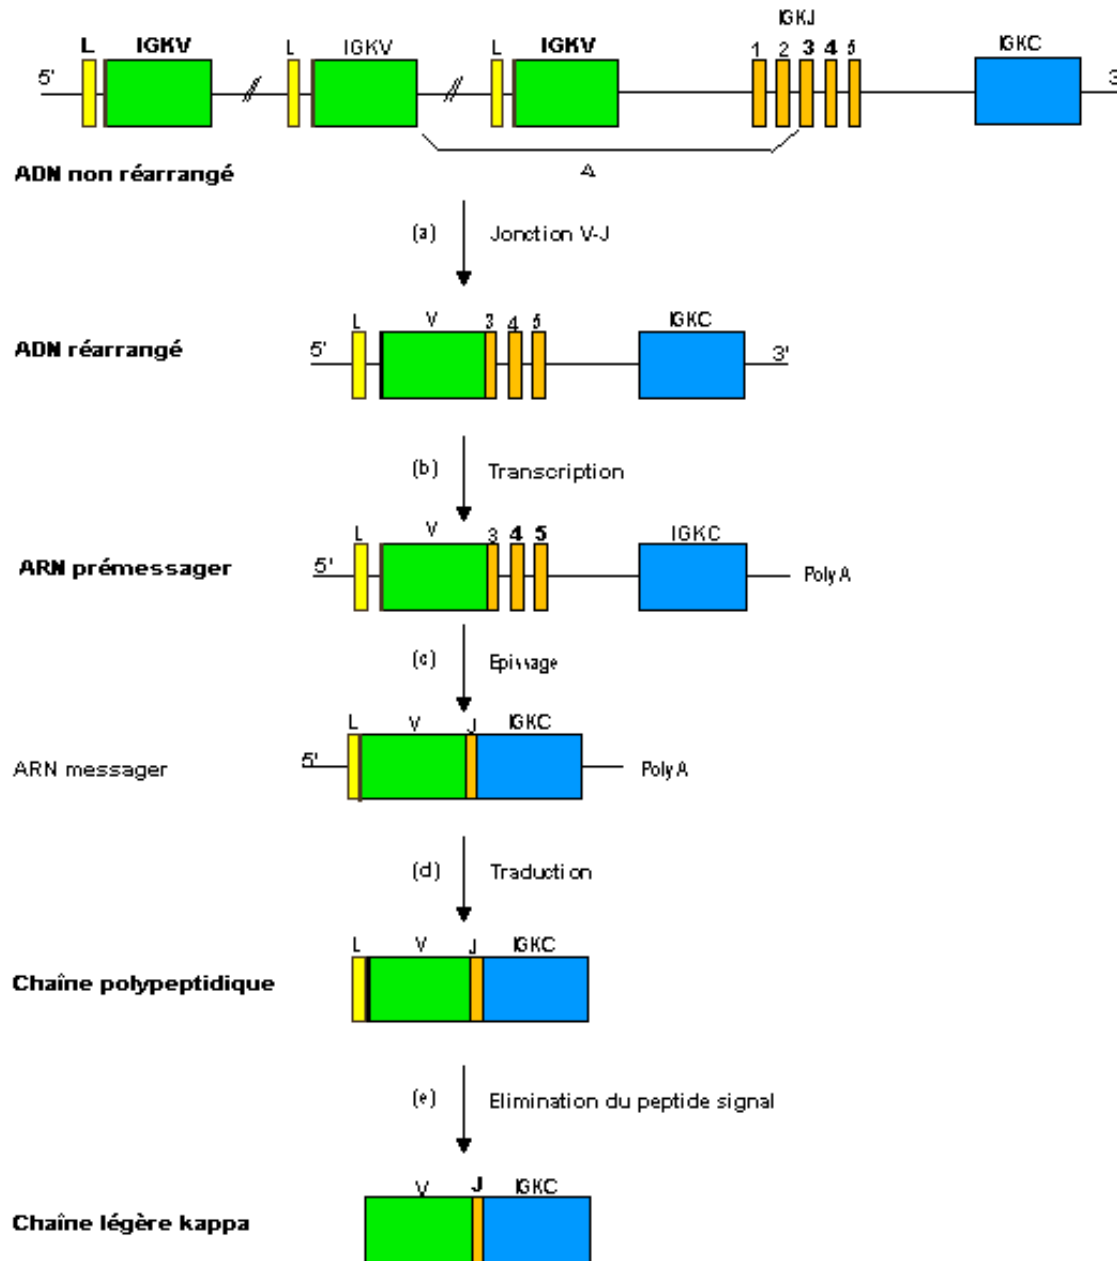 IGKJ
L IGKV L IGKV L IGKV 1 2 3 4 5 IGKC
5' 3'
ADN non réarrangé
(a) Jonction V-J
L V 3 4 5 IGKC
ADN réarrangé 5' 3'
(b) Transcription
L V 3 4 5 IGKC
ARN prémessager 5' Poly A
(c) Epissage
L V J IGKC
ARN messager 5' Poly A
(d) Traduction
L V J IGKC
Chaîne polypeptidique
(e) Elimination du peptide signal
V J IGKC
Chaîne légère kappa